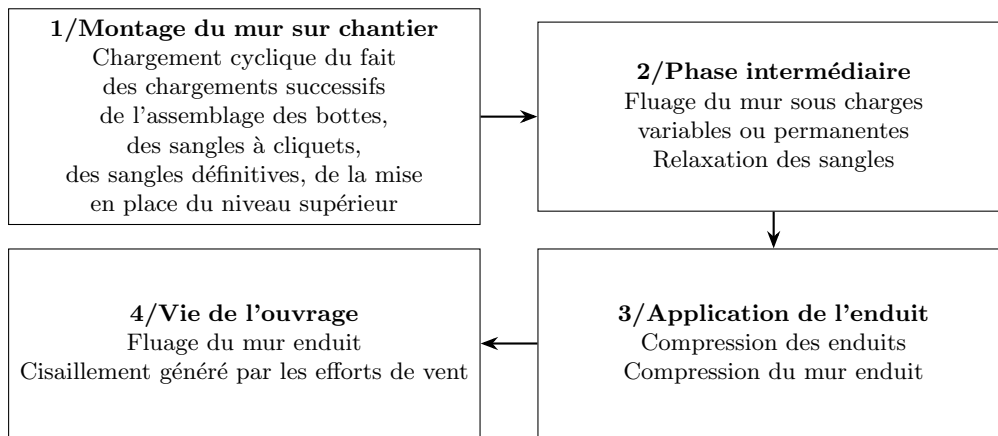 1/Montage du mur sur chantier
Chargement cyclique du fait
des chargements successifs
de l'assemblage des bottes,
des sangles à cliquets,
des sangles définitives, de la mise
en place du niveau supérieur
2/Phase intermédiaire
Fluage du mur sous charges
variables ou permanentes
Relaxation des sangles
3/Application de l'enduit
Compression des enduits
Compression du mur enduit
4/Vie de l'ouvrage
Fluage du mur enduit
Cisaillement généré par les efforts de vent